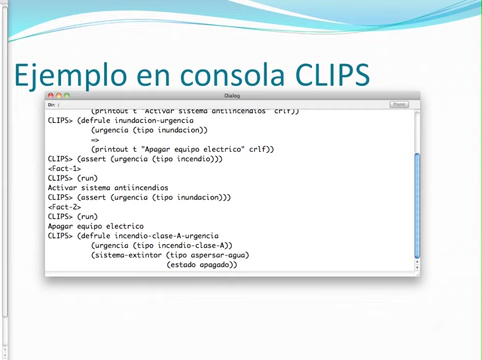 Ejemplo en consola CLIPS
Dialog
Dir: /
Pause
(printout t "Activar sistema antiincendios" crlf))
CLIPS> (defrule inundacion-urgencia
(urgencia (tipo inundacion))
=>
(printout t "Apagar equipo electrico" crlf))
CLIPS> (assert (urgencia (tipo incendio)))
<Fact-1>
CLIPS> (run)
Activar sistema antiincendios
CLIPS> (assert (urgencia (tipo inundacion)))
<Fact-2>
CLIPS> (run)
Apagar equipo electrico
CLIPS> (defrule incendio-clase-A-urgencia
(urgencia (tipo incendio-clase-A))
(sistema-extintor (tipo aspersar-agua)
(estado apagado))